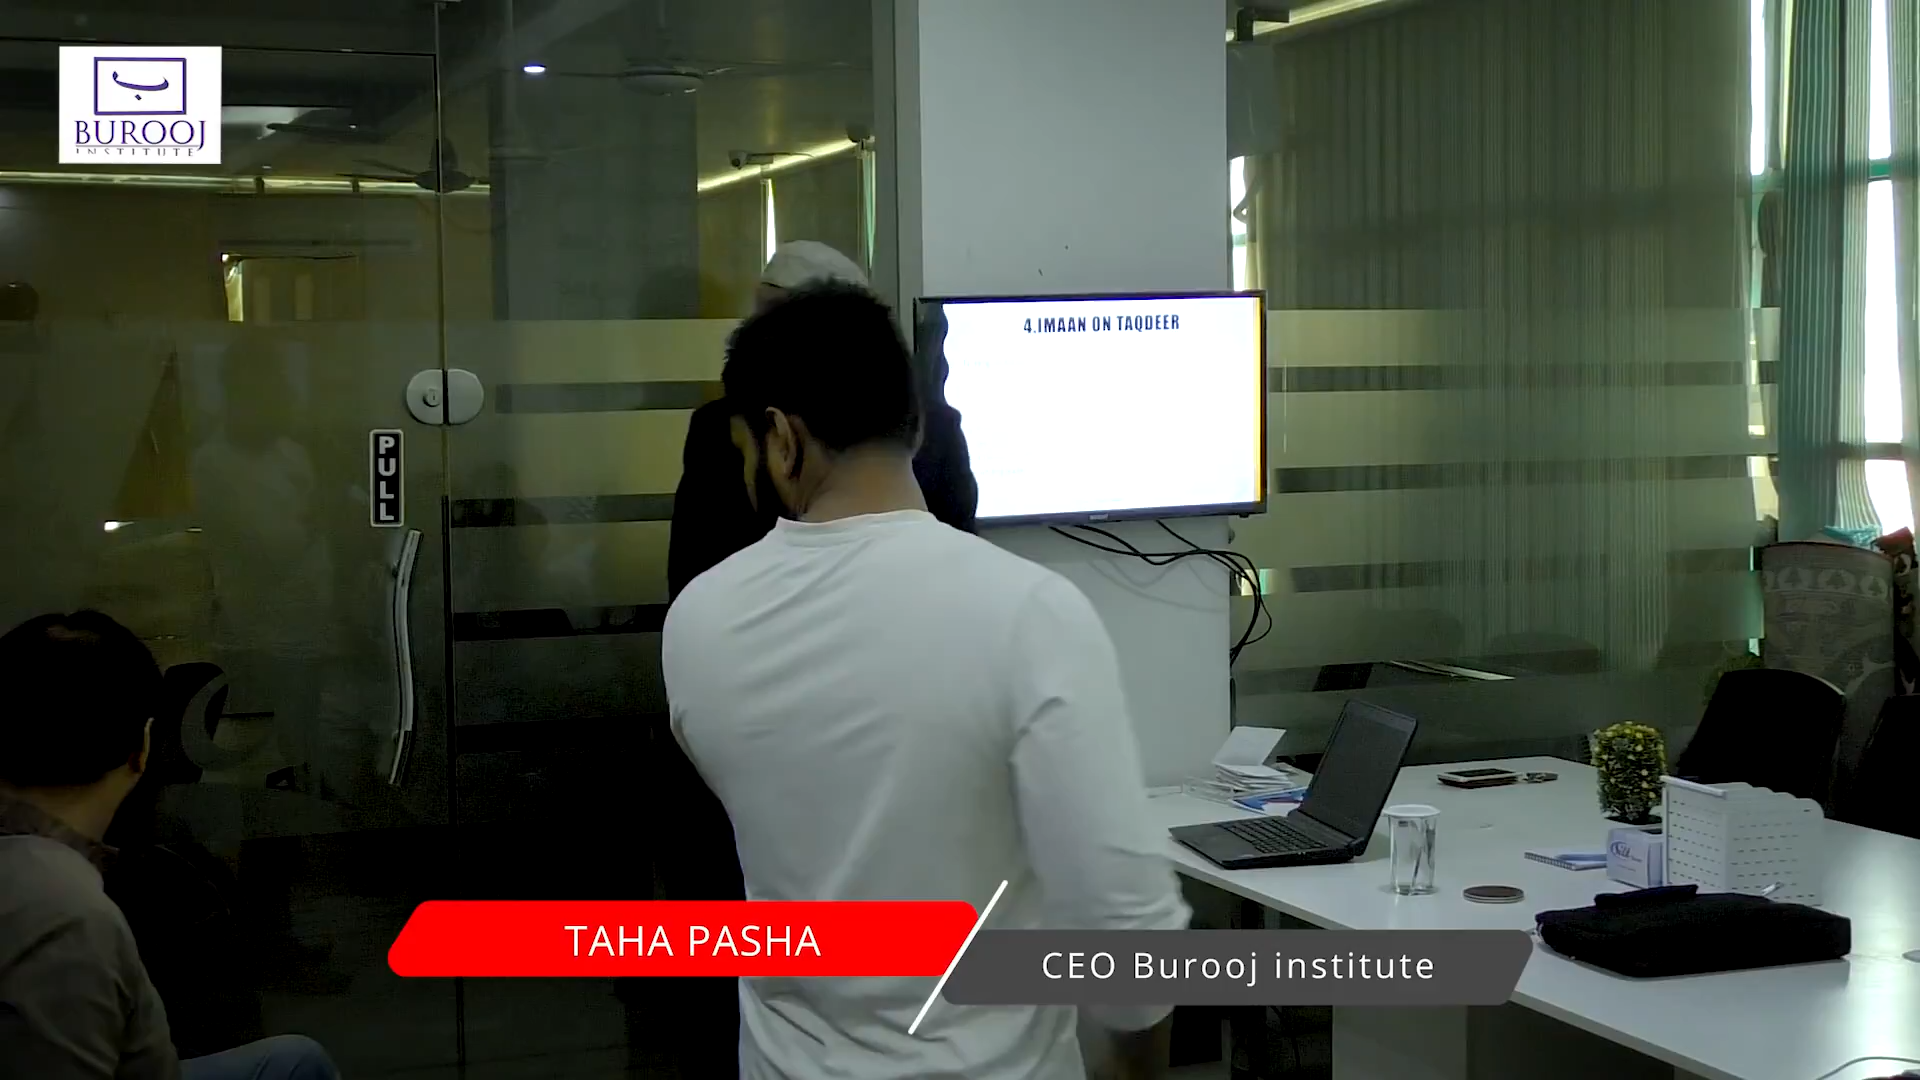 ب
BUROOJ
INSTITUTE
4.IMAAN ON TAQDEER
PULL
TAHA PASHA
CEO Burooj institute